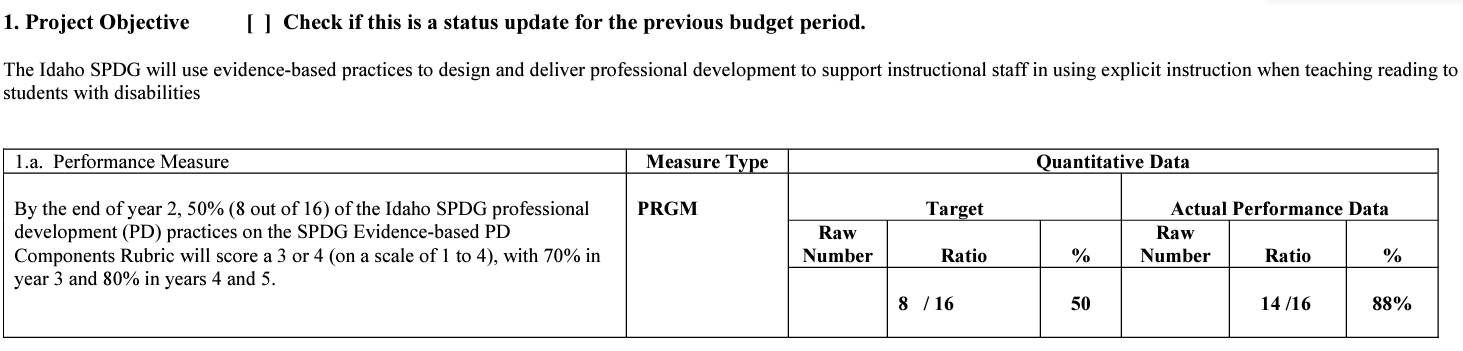 1. Project Objective [ ] Check if this is a status update for the previous budget period.
The Idaho SPDG will use evidence-based practices to design and deliver professional development to support instructional staff in using explicit instruction when teaching reading to
students with disabilities
1.a. Performance Measure Measure Type Quantitative Data
By the end of year 2, 50% (8 out of 16) of the Idaho SPDG professional
development (PD) practices on the SPDG Evidence-based PD
Components Rubric will score a 3 or 4 (on a scale of 1 to 4), with 70% in
year 3 and 80% in years 4 and 5.
PRGM
Target Actual Performance Data
Raw
Number Ratio % Raw
Number Ratio %
8 / 16 50 14 /16 88%